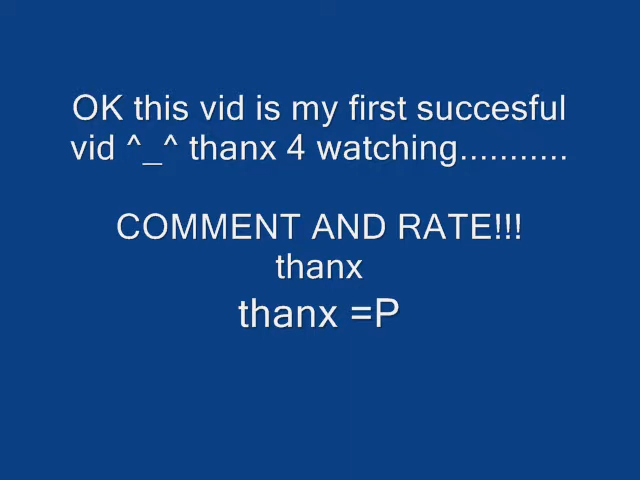 OK this vid is my first succesful
vid ^_^ thanx 4 watching...........
COMMENT AND RATE!!!
thanx
thanx =P